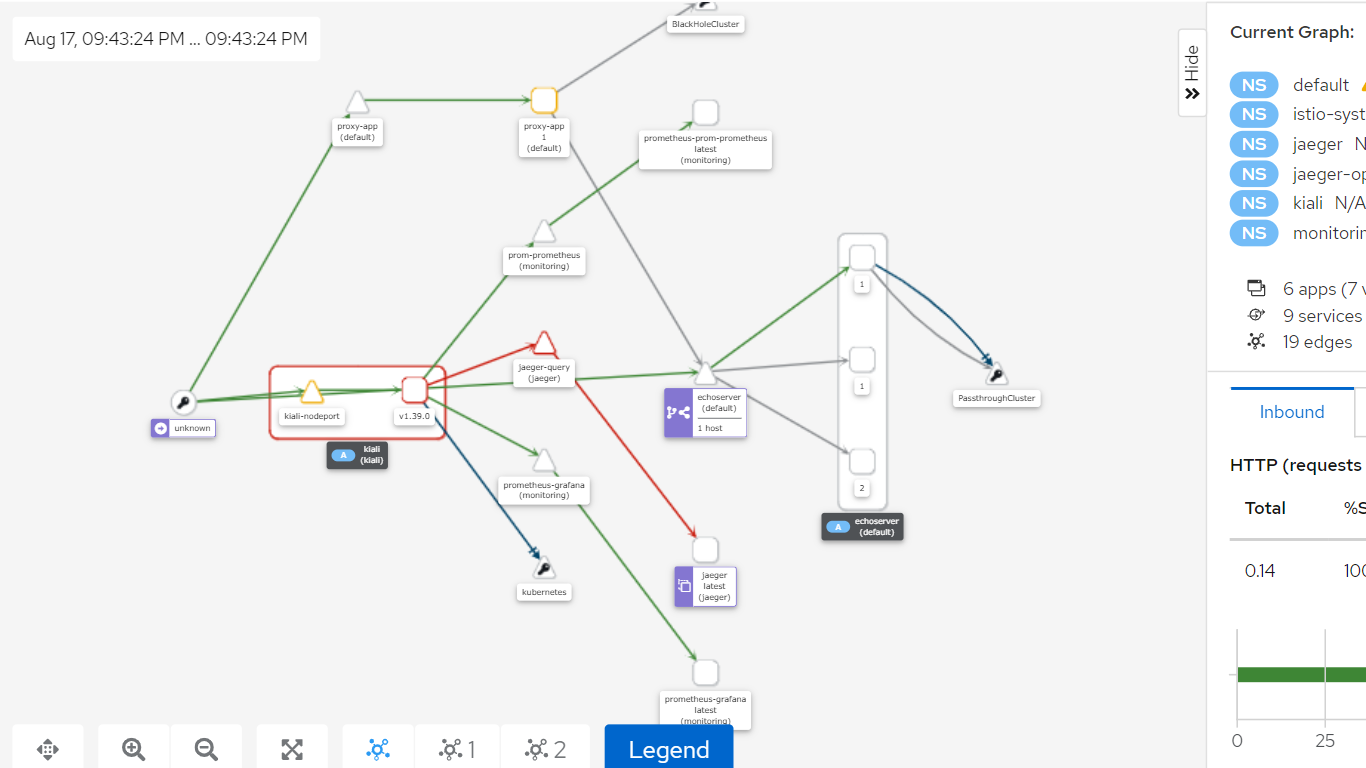 Aug 17, 09:43:24 PM ... 09:43:24 PM
BlackHoleCluster
proxy-app
(default)
proxy-app
1
(default)
prometheus-prom-prometheus
latest
(monitoring)
prom-prometheus
(monitoring)
jaeger-query
(jaeger)
unknown
kiali-nodeport
v1.39.0
A
kiali
(kiali)
echoserver
(default)
1 host
1
1
2
A
echoserver
(default)
PassthroughCluster
prometheus-grafana
(monitoring)
kubernetes
jaeger
latest
(jaeger)
prometheus-grafana
latest
(monitoring)
1
2
Legend
Hide
Current Graph:
NS default
NS istio-syst
NS jaeger N
NS jaeger-op
NS kiali N/A
NS monitorin
6 apps (7 v
9 services
19 edges
Inbound
HTTP (requests
Total %S
0.14 100
0 25